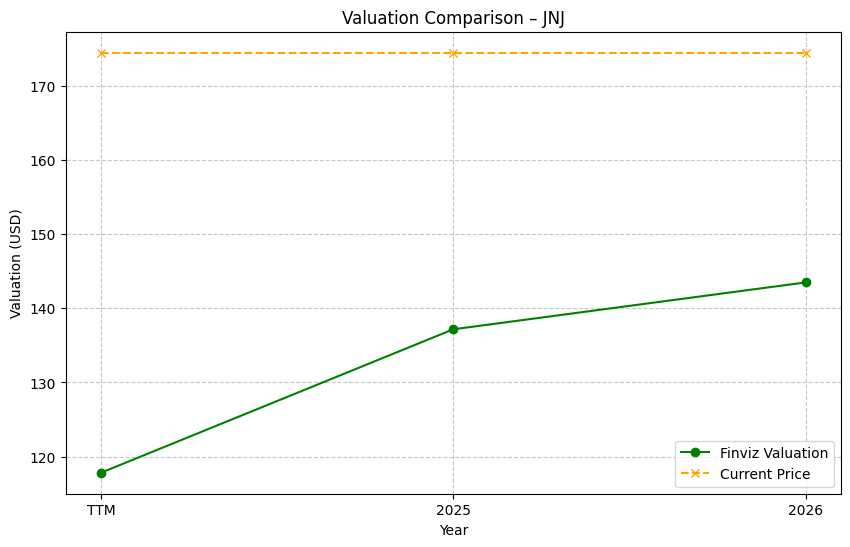 Valuation Comparison – JNJ
Valuation (USD)
170
160
150
140
130
120
TTM
2025
2026
Year
Finviz Valuation
Current Price